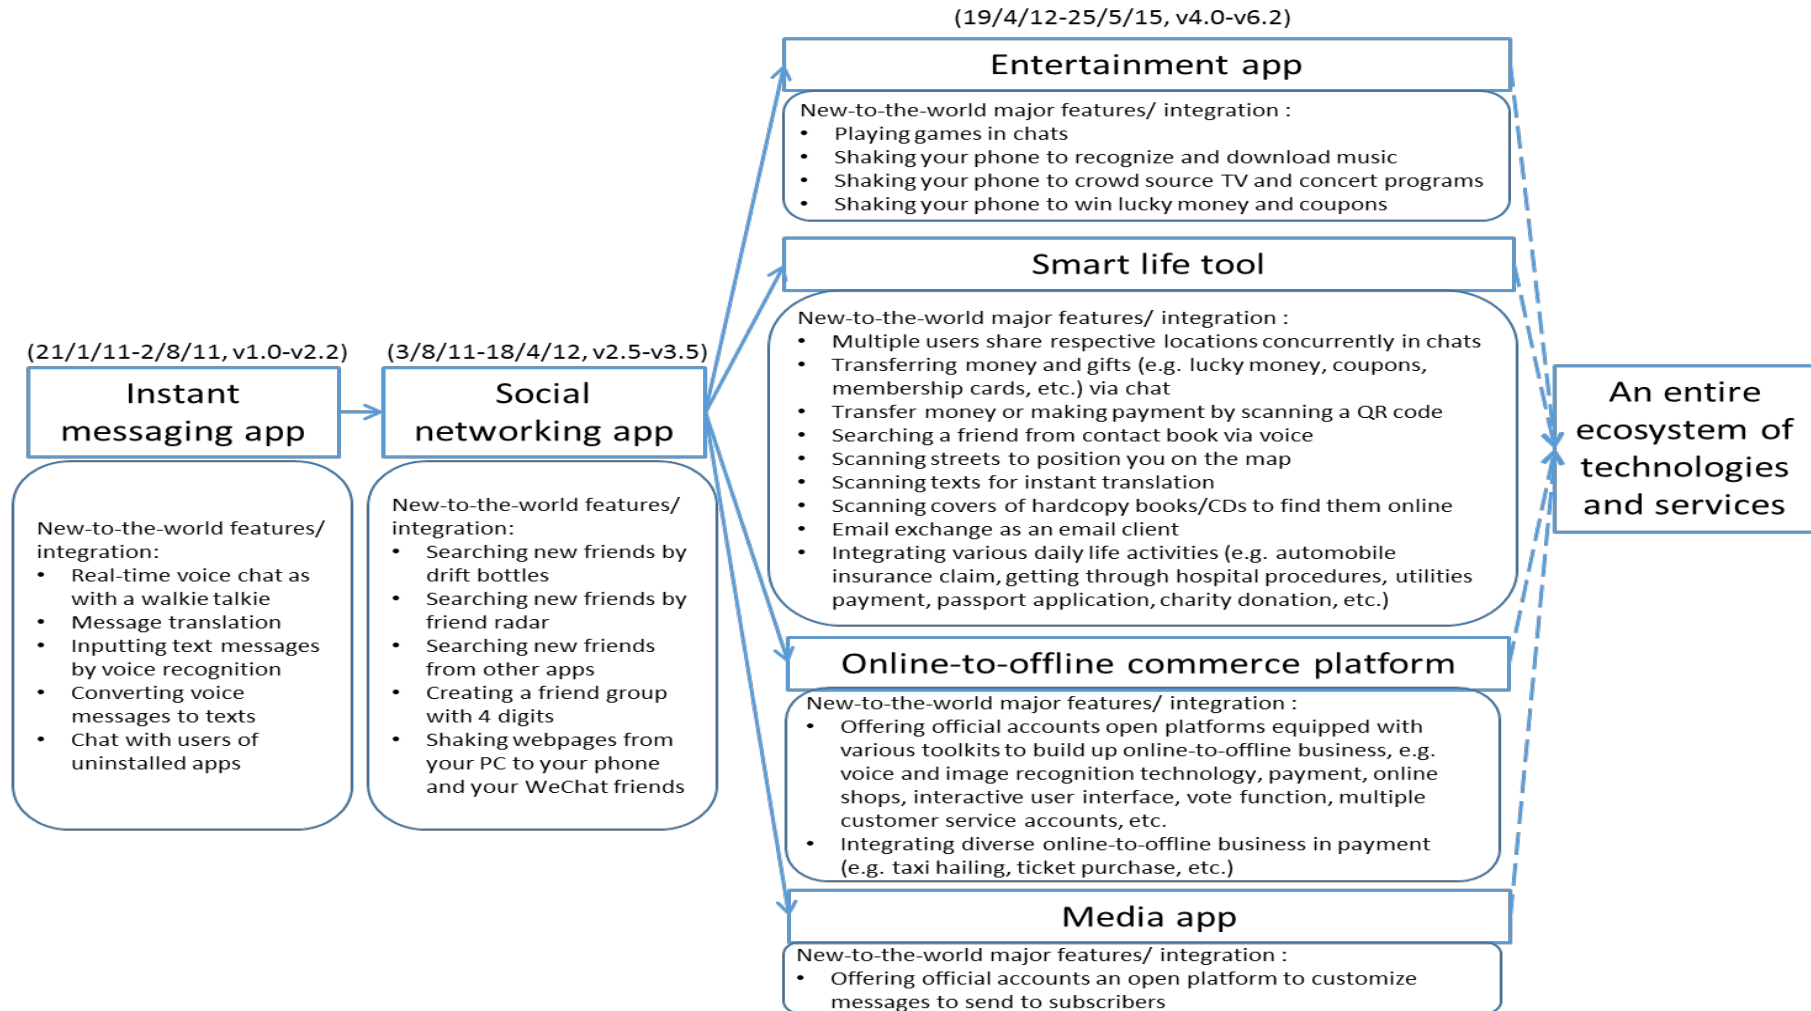 (21/1/11-2/8/11, v1.0-v2.2)
Instant
messaging app
New-to-the-world features/
integration:
• Real-time voice chat as
with a walkie talkie
• Message translation
• Inputting text messages
by voice recognition
• Converting voice
messages to texts
• Chat with users of
uninstalled apps
(3/8/11-18/4/12, v2.5-v3.5)
Social
networking app
New-to-the-world features/
integration:
• Searching new friends by
drift bottles
• Searching new friends by
friend radar
• Searching new friends
from other apps
• Creating a friend group
with 4 digits
• Shaking webpages from
your PC to your phone
and your WeChat friends
(19/4/12-25/5/15, v4.0-v6.2)
Entertainment app
New-to-the-world major features/ integration :
• Playing games in chats
• Shaking your phone to recognize and download music
• Shaking your phone to crowd source TV and concert programs
• Shaking your phone to win lucky money and coupons
Smart life tool
New-to-the-world major features/ integration :
• Multiple users share respective locations concurrently in chats
• Transferring money and gifts (e.g. lucky money, coupons,
membership cards, etc.) via chat
• Transfer money or making payment by scanning a QR code
• Searching a friend from contact book via voice
• Scanning streets to position you on the map
• Scanning texts for instant translation
• Scanning covers of hardcopy books/CDs to find them online
• Email exchange as an email client
• Integrating various daily life activities (e.g. automobile
insurance claim, getting through hospital procedures, utilities
payment, passport application, charity donation, etc.)
Online-to-offline commerce platform
New-to-the-world major features/ integration :
• Offering official accounts open platforms equipped with
various toolkits to build up online-to-offline business, e.g.
voice and image recognition technology, payment, online
shops, interactive user interface, vote function, multiple
customer service accounts, etc.
• Integrating diverse online-to-offline business in payment
(e.g. taxi hailing, ticket purchase, etc.)
Media app
New-to-the-world major features/ integration :
• Offering official accounts an open platform to customize
messages to send to subscribers
An entire
ecosystem of
technologies
and services